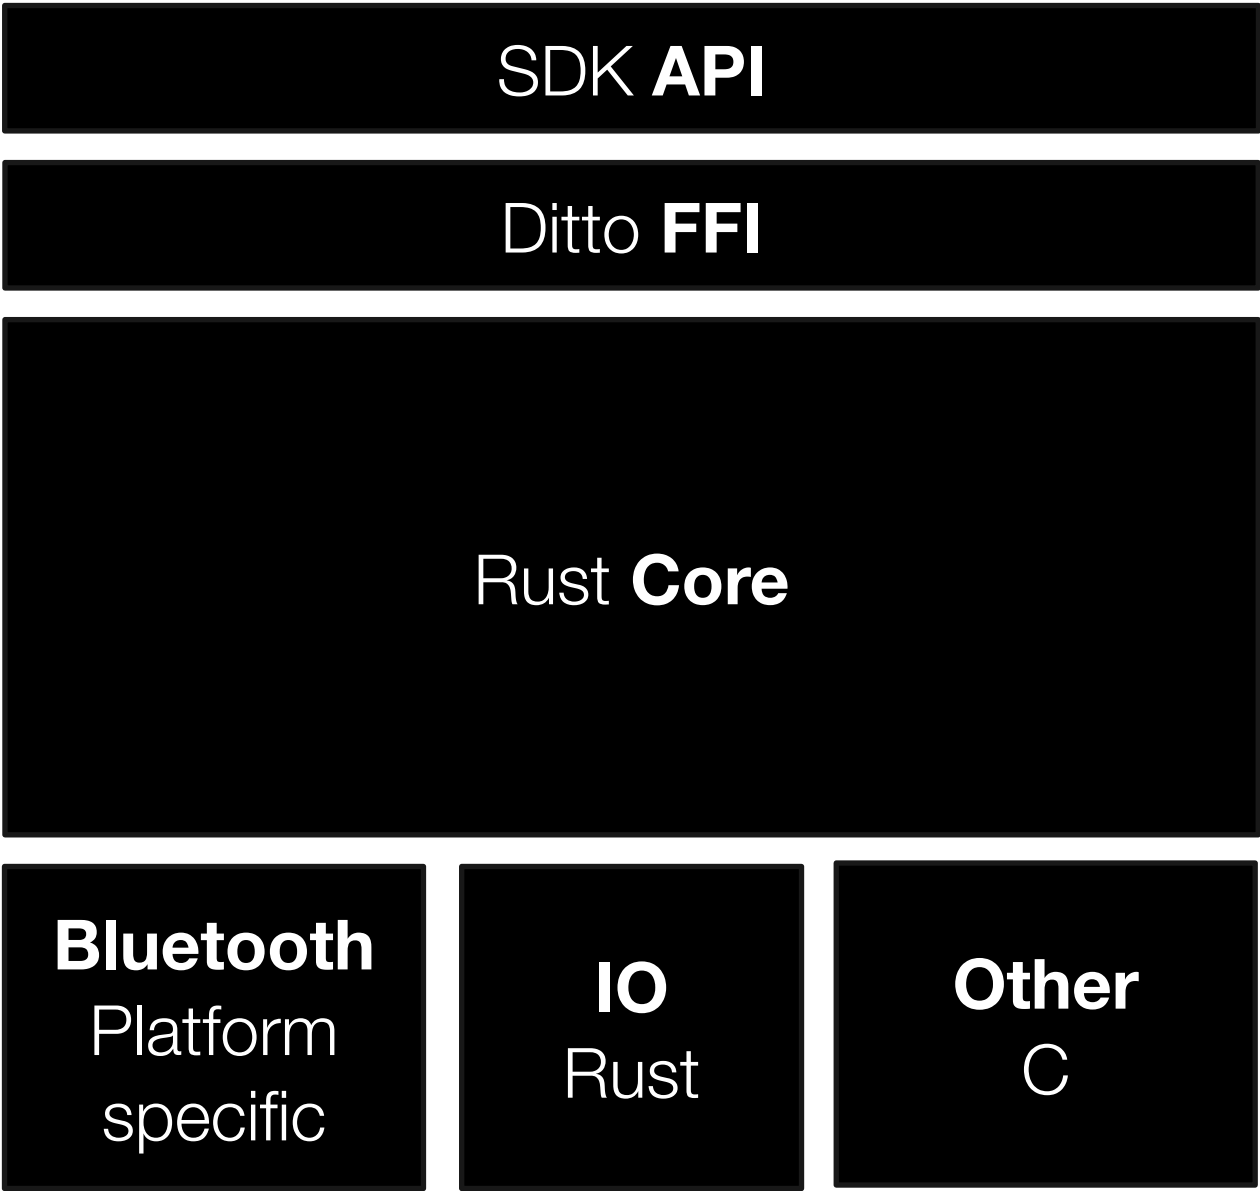 SDK API
Ditto FFI
Rust Core
Bluetooth
Platform
specific
IO
Rust
Other
C